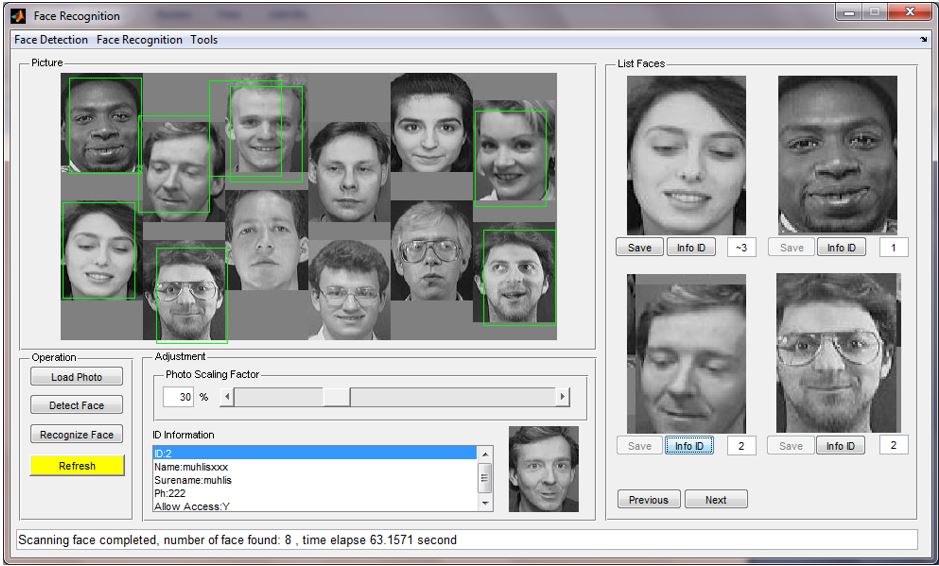 Face Recognition
Face Detection Face Recognition Tools
Picture
List Faces
Save Info ID ~3 Save Info ID 1
Save Info ID 2 Save Info ID 2
Previous Next
Operation
Load Photo
Detect Face
Recognize Face
Refresh
Adjustment
Photo Scaling Factor
30 %
ID Information
ID:2
Name:muhlisxxx
Surename:muhlis
Ph:222
Allow Access:Y
Scanning face completed, number of face found: 8 , time elapse 63.1571 second